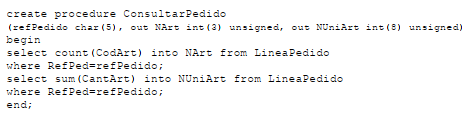 create procedure ConsultarPedido
(refPedido char(5), out NArt int(3) unsigned, out NUniArt int(8) unsigned)
begin
select count(CodArt) into NArt from LineaPedido
where RefPed=refPedido;
select sum(CantArt) into NUniArt from LineaPedido
where RefPed=refPedido;
end;